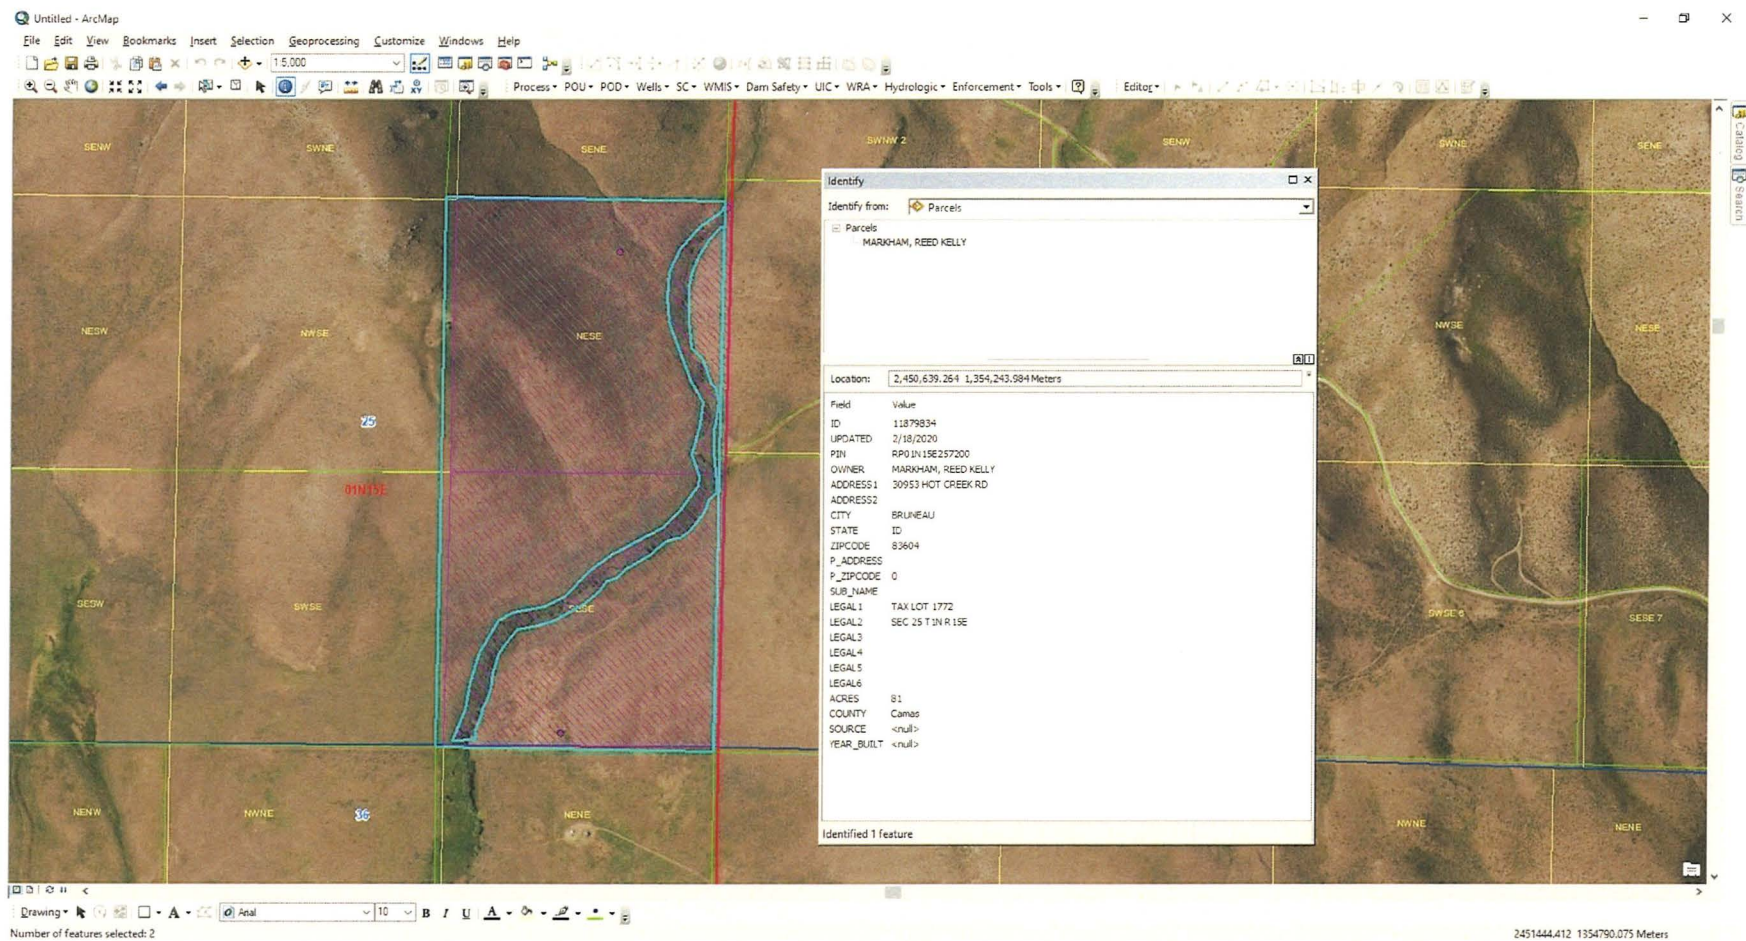 Untitled - ArcMap
File Edit View Bookmarks Insert Selection Geoprocessing Customize Windows Help
1:5,000
Process POU POD Wells SC WMIS Dam Safety UIC WRA Hydrologic Enforcement Tools Editor
Catalog
Search
SENW SWNE SENE SWNW 2 SENW SWNE SENE
NESW NWSE NESE NWSE NESE
25
01N15E
SESW SWSE SESE SWSE 6 SESE 7
NENW NWNE 36 NENE NWNE NENE
Identify
Identify from: Parcels
Parcels
MARKHAM, REED KELLY
Location: 2,450,639.264 1,354,243.984 Meters
Field Value
ID 11879834
UPDATED 2/18/2020
PIN RP01N15E257200
OWNER MARKHAM, REED KELLY
ADDRESS1 30953 HOT CREEK RD
ADDRESS2
CITY BRUNEAU
STATE ID
ZIPCODE 83604
P_ADDRESS
P_ZIPCODE 0
SUB_NAME
LEGAL1 TAX LOT 1772
LEGAL2 SEC 25 T1N R15E
LEGAL3
LEGAL4
LEGAL5
LEGAL6
ACRES 81
COUNTY Camas
SOURCE <null>
YEAR_BUILT <null>
Identified 1 feature
Drawing A Arial 10 B I U A
Number of features selected: 2
2451444.412 1354790.075 Meters